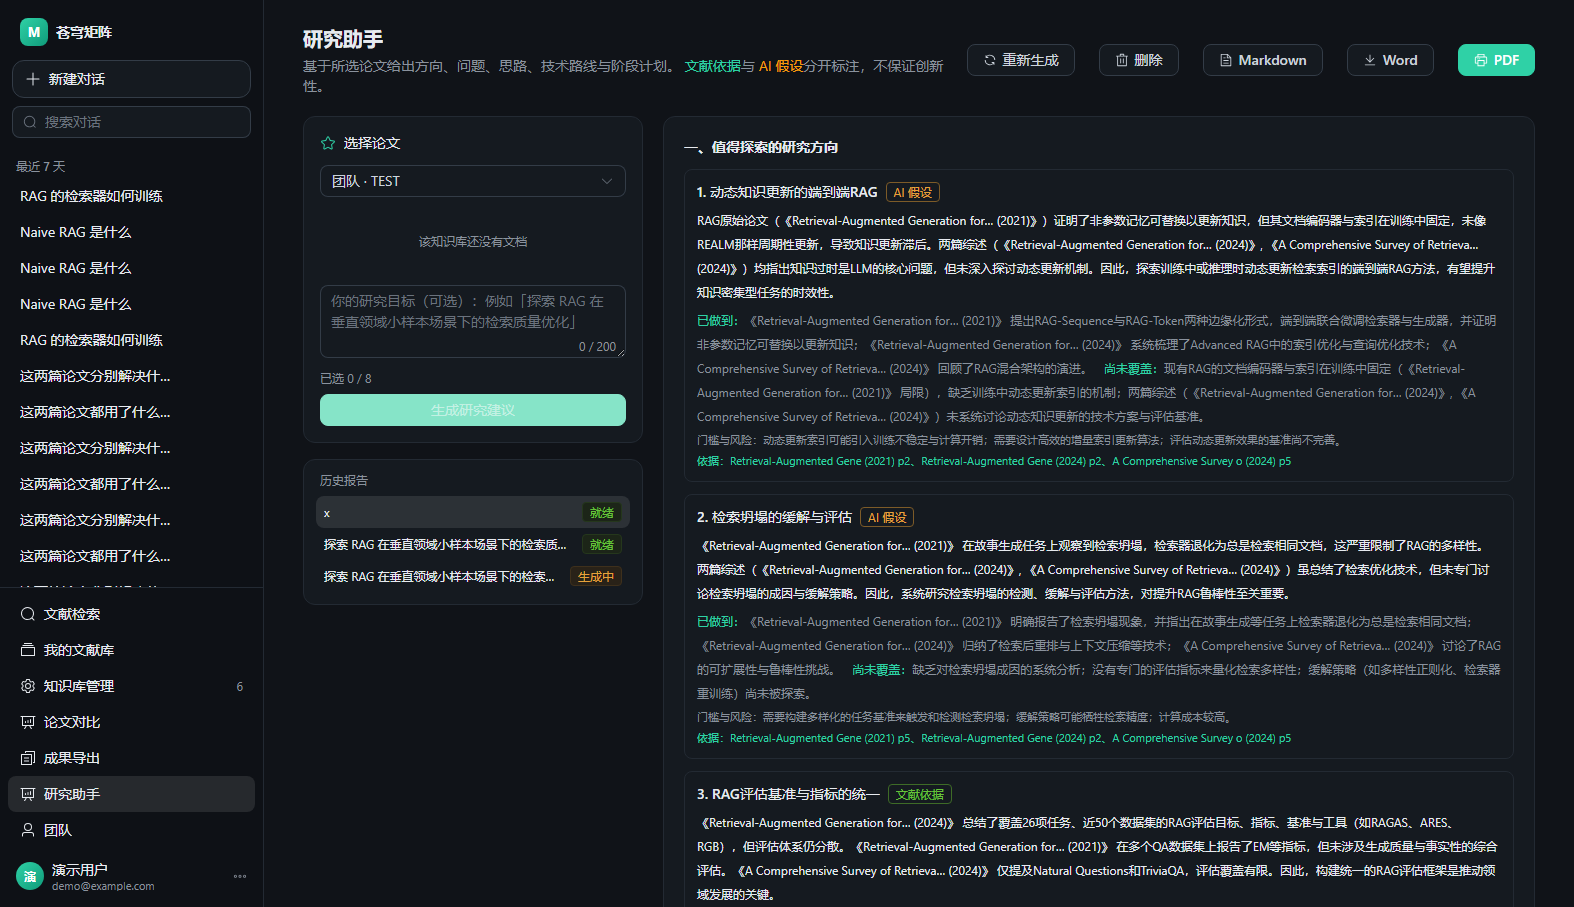 M 苍穹矩阵
新建对话
搜索对话
最近 7 天
RAG 的检索器如何训练
Naive RAG 是什么
Naive RAG 是什么
Naive RAG 是什么
RAG 的检索器如何训练
这两篇论文分别解决什...
这两篇论文都用了什么...
这两篇论文分别解决什...
这两篇论文都用了什么...
这两篇论文分别解决什...
这两篇论文都用了什么...
文献检索
我的文献库
知识库管理 6
论文对比
成果导出
研究助手
团队
演 演示用户
demo@example.com
研究助手
基于所选论文给出方向、问题、思路、技术路线与阶段计划。 文献依据与 AI 假设分开标注，不保证创新
性。
重新生成
删除
Markdown
Word
PDF
选择论文
团队 · TEST
该知识库还没有文档
你的研究目标（可选）：例如「探索 RAG 在
垂直领域小样本场景下的检索质量优化」
0 / 200
已选 0 / 8
生成研究建议
历史报告
x 就绪
探索 RAG 在垂直领域小样本场景下的检索质... 就绪
探索 RAG 在垂直领域小样本场景下的检索... 生成中
一、值得探索的研究方向
1. 动态知识更新的端到端RAG AI 假设
RAG原始论文（《Retrieval-Augmented Generation for... (2021)》）证明了非参数记忆可替换以更新知识，但其文档编码器与索引在训练中固定，未像
REALM那样周期性更新，导致知识更新滞后。两篇综述（《Retrieval-Augmented Generation for... (2024)》,《A Comprehensive Survey of Retrieva...
(2024)》）均指出知识过时是LLM的核心问题，但未深入探讨动态更新机制。因此，探索训练中或推理时动态更新检索索引的端到端RAG方法，有望提升
知识密集型任务的时效性。
已做到：《Retrieval-Augmented Generation for... (2021)》 提出RAG-Sequence与RAG-Token两种边缘化形式，端到端联合微调检索器与生成器，并证明
非参数记忆可替换以更新知识；《Retrieval-Augmented Generation for... (2024)》 系统梳理了Advanced RAG中的索引优化与查询优化技术；《A
Comprehensive Survey of Retrieva... (2024)》 回顾了RAG混合架构的演进。 尚未覆盖：现有RAG的文档编码器与索引在训练中固定（《Retrieval-
Augmented Generation for... (2021)》 局限），缺乏训练中动态更新索引的机制；两篇综述（《Retrieval-Augmented Generation for... (2024)》,《A
Comprehensive Survey of Retrieva... (2024)》）未系统讨论动态知识更新的技术方案与评估基准。
门槛与风险：动态更新索引可能引入训练不稳定与计算开销；需要设计高效的增量索引更新算法；评估动态更新效果的基准尚不完善。
依据：Retrieval-Augmented Gene (2021) p2、Retrieval-Augmented Gene (2024) p2、A Comprehensive Survey o (2024) p5
2. 检索坍塌的缓解与评估 AI 假设
《Retrieval-Augmented Generation for... (2021)》 在故事生成任务上观察到检索坍塌，检索器退化为总是检索相同文档，这严重限制了RAG的多样性。
两篇综述（《Retrieval-Augmented Generation for... (2024)》,《A Comprehensive Survey of Retrieva... (2024)》）虽总结了检索优化技术，但未专门讨
论检索坍塌的成因与缓解策略。因此，系统研究检索坍塌的检测、缓解与评估方法，对提升RAG鲁棒性至关重要。
已做到：《Retrieval-Augmented Generation for... (2021)》 明确报告了检索坍塌现象，并指出在故事生成等任务上检索器退化为总是检索相同文档；
《Retrieval-Augmented Generation for... (2024)》 归纳了检索后重排与上下文压缩等技术；《A Comprehensive Survey of Retrieva... (2024)》 讨论了RAG
的可扩展性与鲁棒性挑战。 尚未覆盖：缺乏对检索坍塌成因的系统分析；没有专门的评估指标来量化检索多样性；缓解策略（如多样性正则化、检索器
重训练）尚未被探索。
门槛与风险：需要构建多样化的任务基准来触发和检测检索坍塌；缓解策略可能牺牲检索精度；计算成本较高。
依据：Retrieval-Augmented Gene (2021) p5、Retrieval-Augmented Gene (2024) p2、A Comprehensive Survey o (2024) p5
3. RAG评估基准与指标的统一 文献依据
《Retrieval-Augmented Generation for... (2024)》 总结了覆盖26项任务、近50个数据集的RAG评估目标、指标、基准与工具（如RAGAS、ARES、
RGB），但评估体系仍分散。《Retrieval-Augmented Generation for... (2021)》 在多个QA数据集上报告了EM等指标，但未涉及生成质量与事实性的综合
评估。《A Comprehensive Survey of Retrieva... (2024)》 仅提及Natural Questions和TriviaQA，评估覆盖有限。因此，构建统一的RAG评估框架是推动领
域发展的关键。